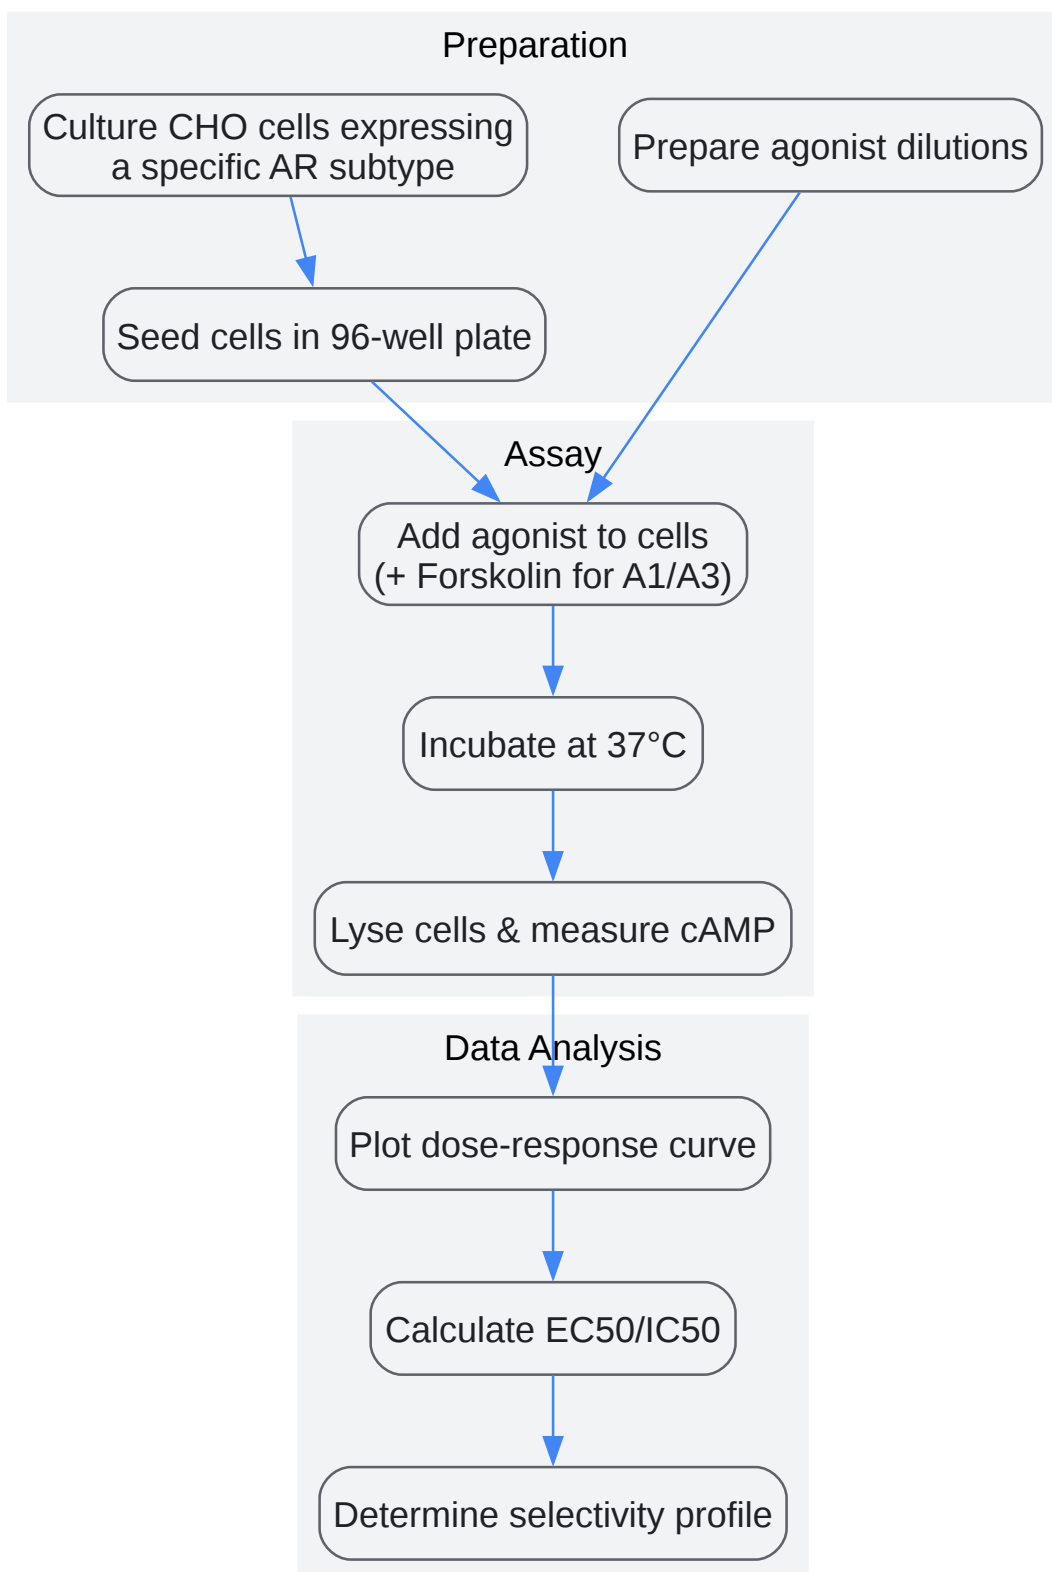 Preparation
Culture CHO cells expressing
a specific AR subtype
Prepare agonist dilutions
Seed cells in 96-well plate
Assay
Add agonist to cells
(+ Forskolin for A1/A3)
Incubate at 37°C
Lyse cells & measure cAMP
Data Analysis
Plot dose-response curve
Calculate EC50/IC50
Determine selectivity profile